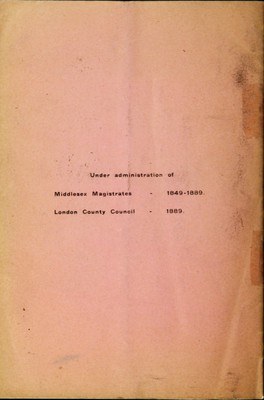 Under administration of
Middlesex Magistrates - 1849-1889.
London County Council - 1889.